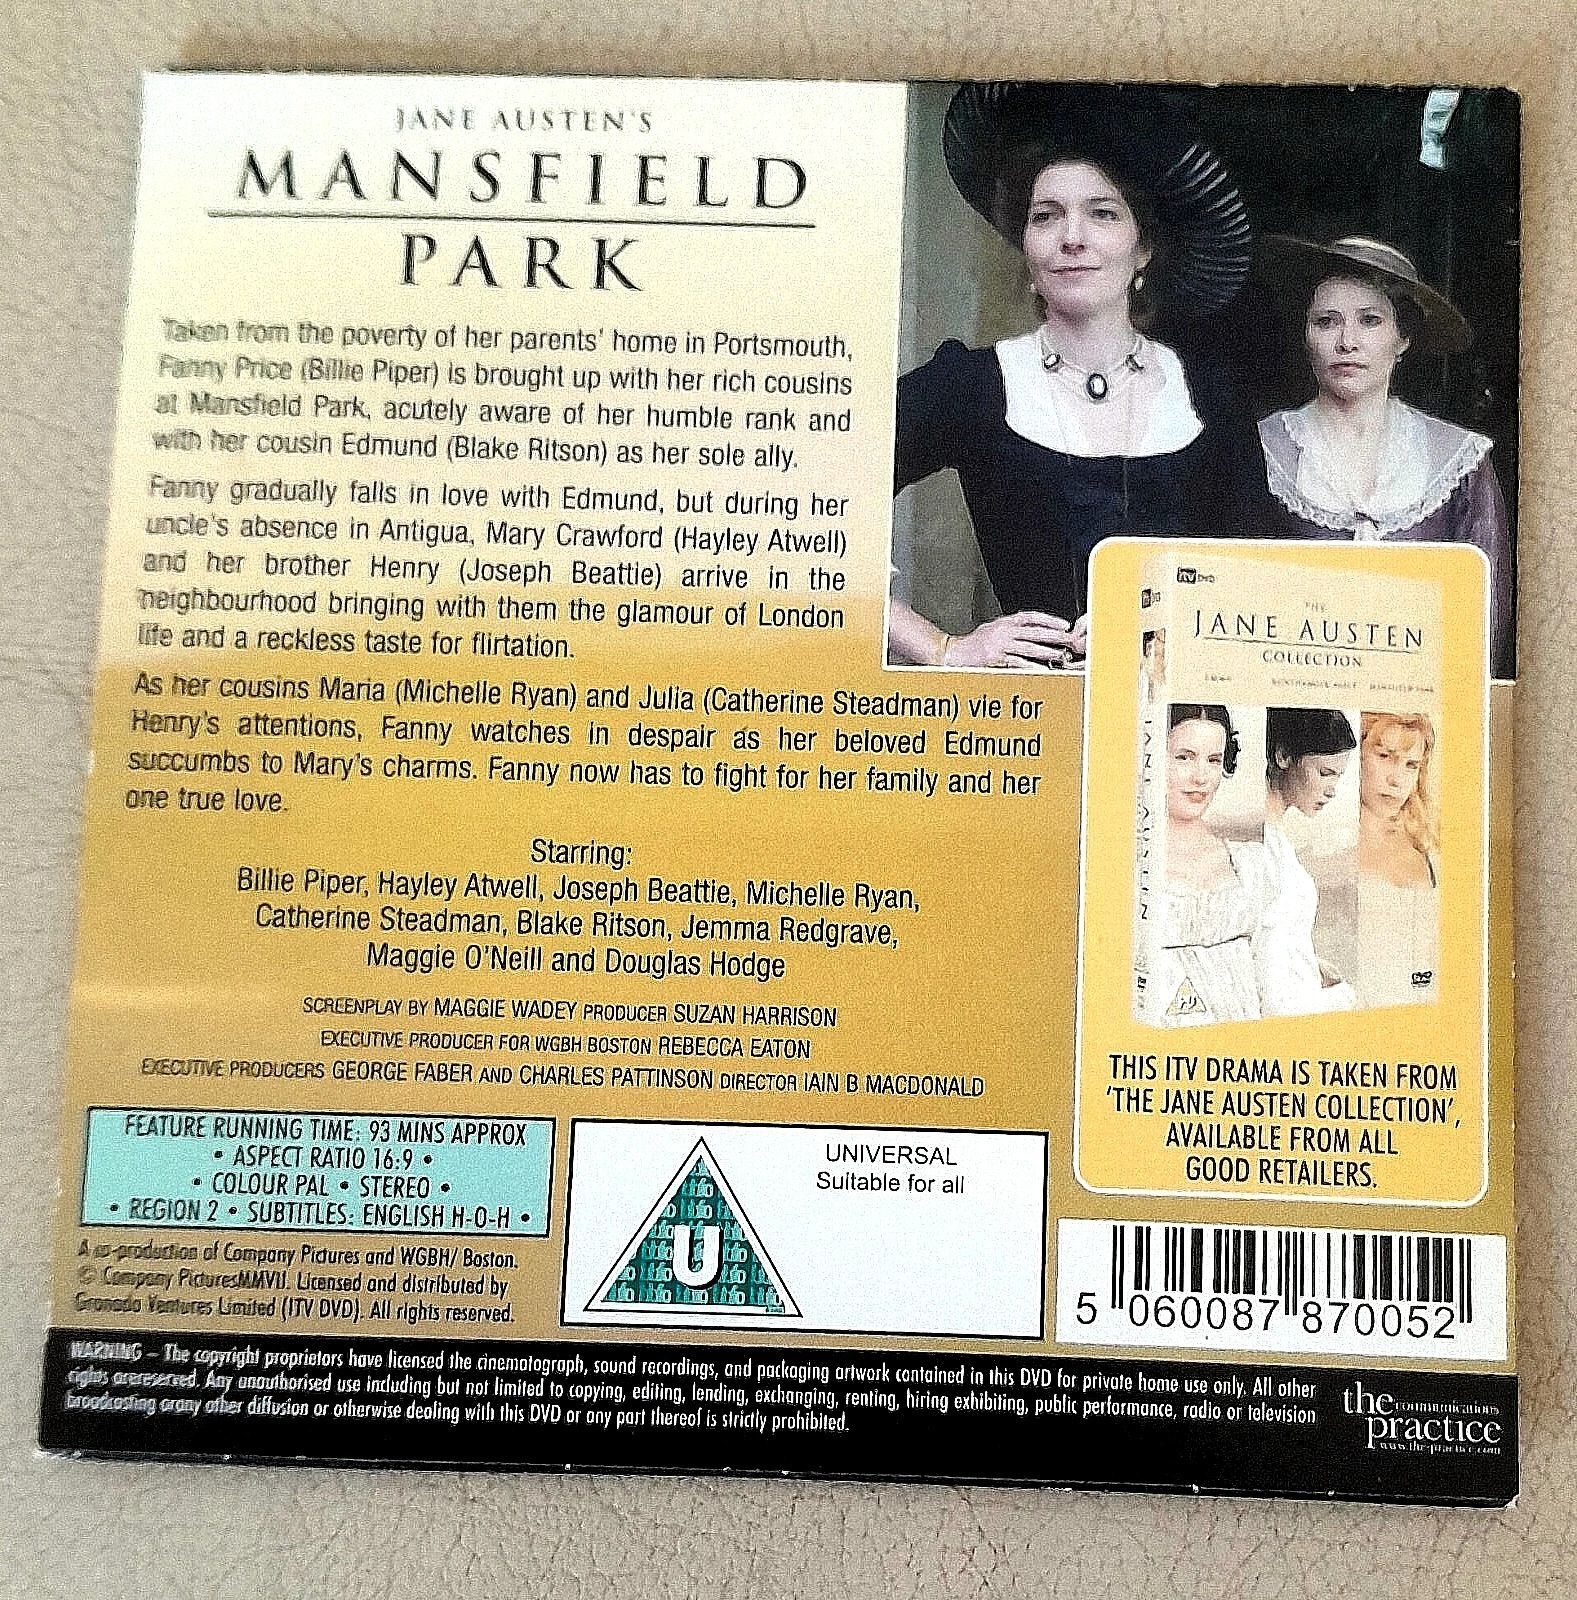 JANE AUSTEN'S
MANSFIELD
PARK
Taken from the poverty of her parents' home in Portsmouth,
Fanny Price (Billie Piper) is brought up with her rich cousins
at Mansfield Park, acutely aware of her humble rank and
with her cousin Edmund (Blake Ritson) as her sole ally.
Fanny gradually falls in love with Edmund, but during her
uncle's absence in Antigua, Mary Crawford (Hayley Atwell)
and her brother Henry (Joseph Beattie) arrive in the
neighbourhood bringing with them the glamour of London
life and a reckless taste for flirtation.
As her cousins Maria (Michelle Ryan) and Julia (Catherine Steadman) vie for
Henry's attentions, Fanny watches in despair as her beloved Edmund
succumbs to Mary's charms. Fanny now has to fight for her family and her
one true love.
Starring:
Billie Piper, Hayley Atwell, Joseph Beattie, Michelle Ryan,
Catherine Steadman, Blake Ritson, Jemma Redgrave,
Maggie O'Neill and Douglas Hodge
SCREENPLAY BY MAGGIE WADEY PRODUCER SUZAN HARRISON
EXECUTIVE PRODUCER FOR WGBH BOSTON REBECCA EATON
EXECUTIVE PRODUCERS GEORGE FABER AND CHARLES PATTINSON DIRECTOR IAIN B MACDONALD
FEATURE RUNNING TIME: 93 MINS APPROX
• ASPECT RATIO 16:9 •
• COLOUR PAL • STEREO •
• REGION 2 • SUBTITLES: ENGLISH H-O-H •
A co-production of Company Pictures and WGBH/ Boston.
© Company PicturesMMVII. Licensed and distributed by
Granada Ventures Limited (ITV DVD). All rights reserved.
U
UNIVERSAL
Suitable for all
itv DVD
THE
JANE AUSTEN
COLLECTION
JANE AUSTEN
U
DVD
THIS ITV DRAMA IS TAKEN FROM
'THE JANE AUSTEN COLLECTION',
AVAILABLE FROM ALL
GOOD RETAILERS.
5 060087 870052
WARNING – The copyright proprietors have licensed the cinematograph, sound recordings, and packaging artwork contained in this DVD for private home use only. All other
rights arereserved. Any unauthorised use including but not limited to copying, editing, lending, exchanging, renting, hiring exhibiting, public performance, radio or television
broadcasting orany other diffusion or otherwise dealing with this DVD or any part thereof is strictly prohibited.
the communications
practice
www.the-practice.com